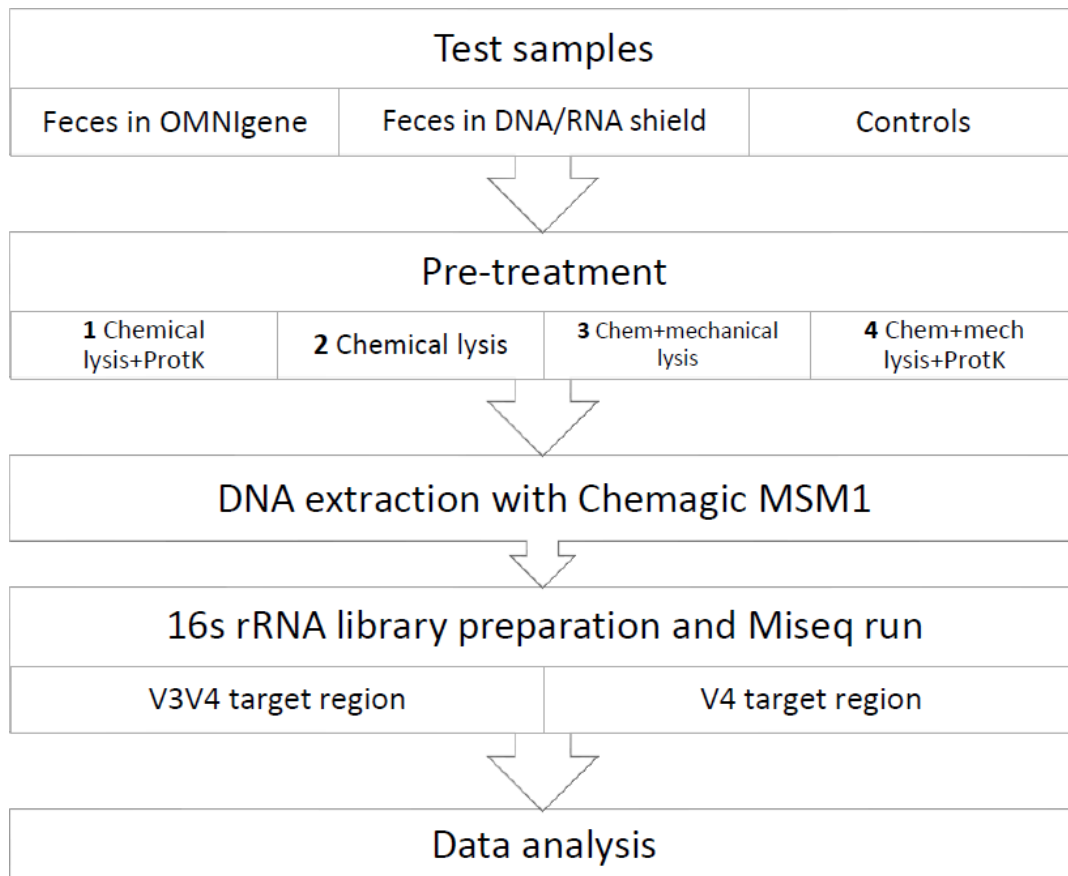 Test samples
Feces in OMNIgene
Feces in DNA/RNA shield
Controls
Pre-treatment
1 Chemical
lysis+ProtK
2 Chemical lysis
3 Chem+mechanical
lysis
4 Chem+mech
lysis+ProtK
DNA extraction with Chemagic MSM1
16s rRNA library preparation and Miseq run
V3V4 target region
V4 target region
Data analysis